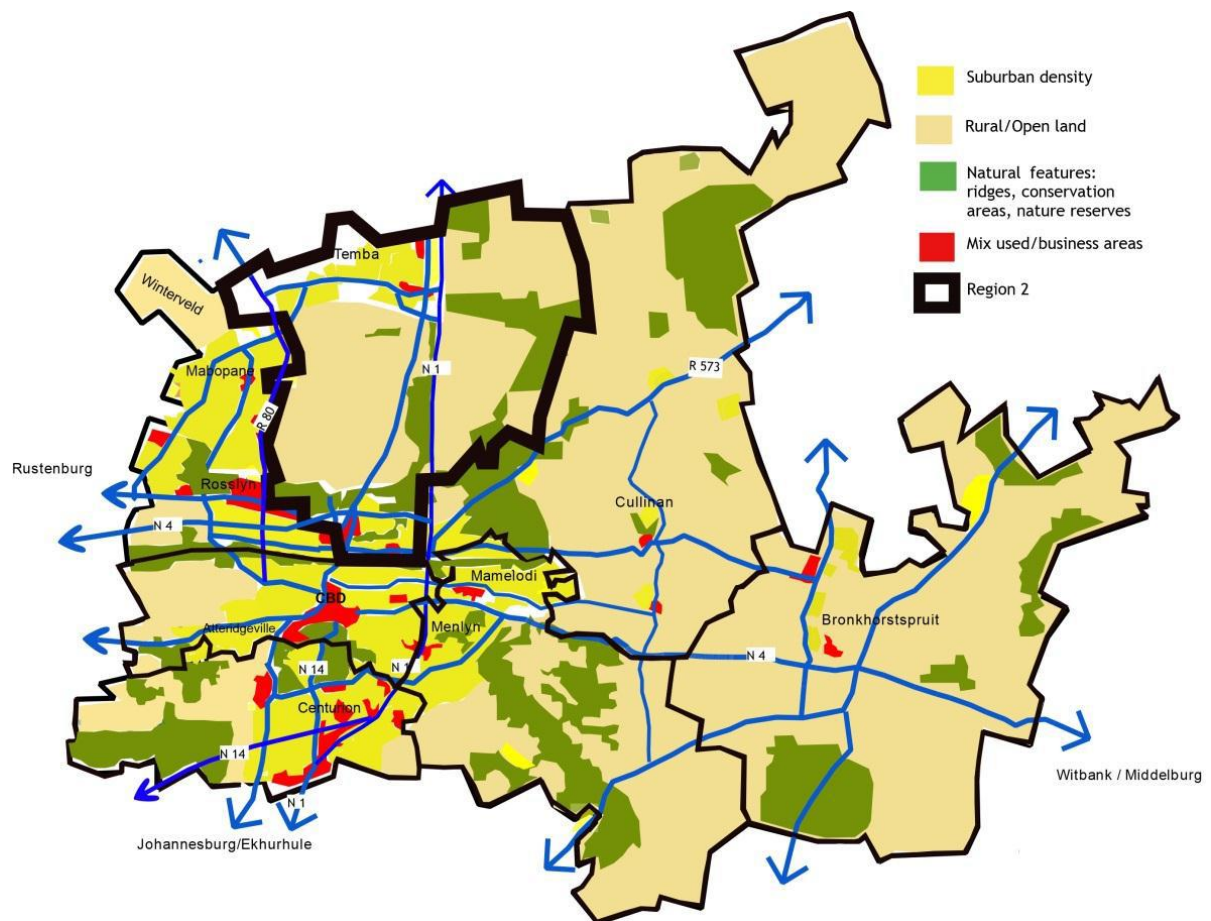 Suburban density
Rural/Open land
Natural features:
ridges, conservation
areas, nature reserves
Mix used/business areas
Region 2
Temba
Winterveld
Mabopane
N 1
R 573
R 80
Rustenburg
Rosslyn
Cullinan
N 4
Mamelodi
CBD
Atteridgeville
Menlyn
Bronkhorstspruit
N 4
N 14
N 1
Centurion
N 14
N 1
Witbank / Middelburg
Johannesburg/Ekhurhule